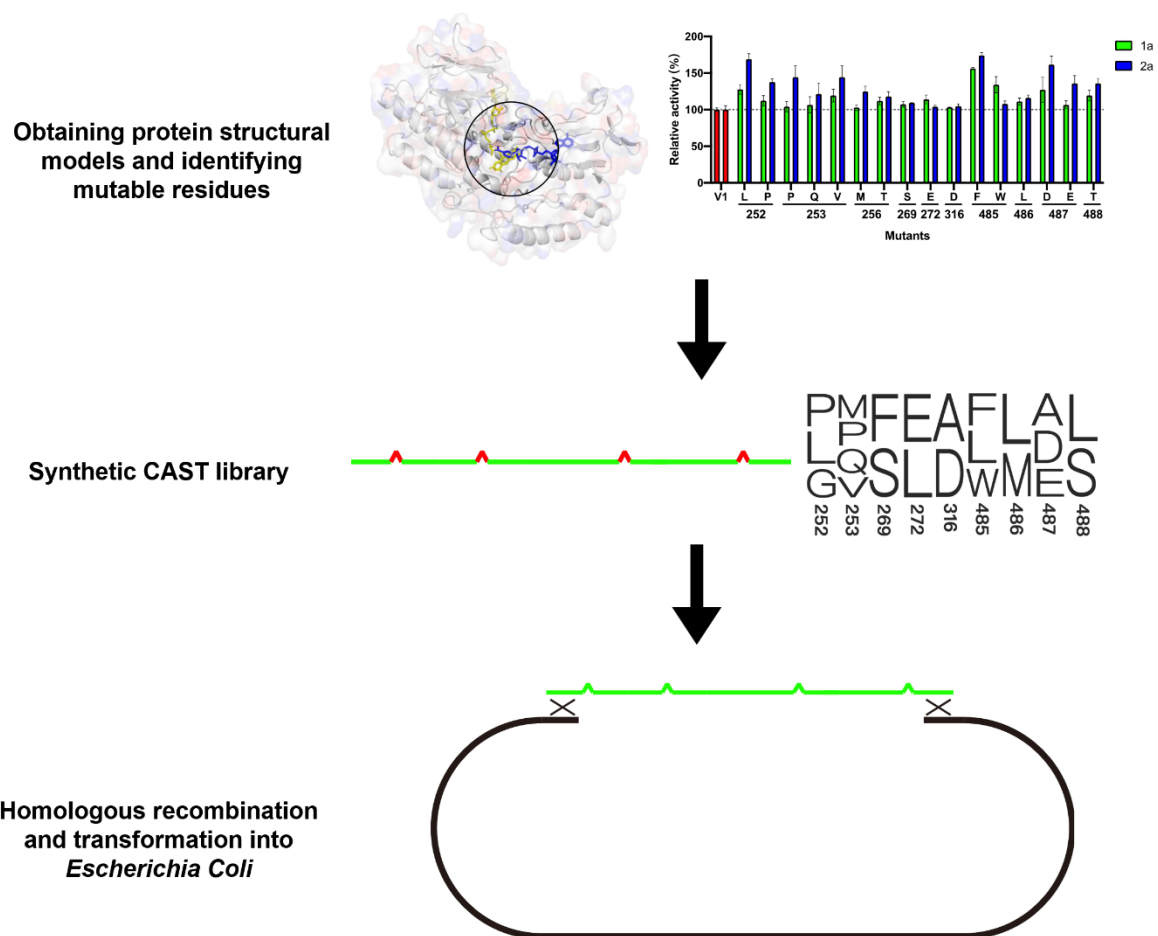 Obtaining protein structural
models and identifying
mutable residues
Relative activity (%)
200
150
100
50
0
1a
2a
V1 L P P Q V M T S E D F W L D E T
252 253 256 269 272 316 485 486 487 488
Mutants
Synthetic CAST library
P M F E A F L A L
L P S L D L M D S
G Q W E
V
252 253 269 272 316 485 486 487 488
Homologous recombination
and transformation into
Escherichia Coli